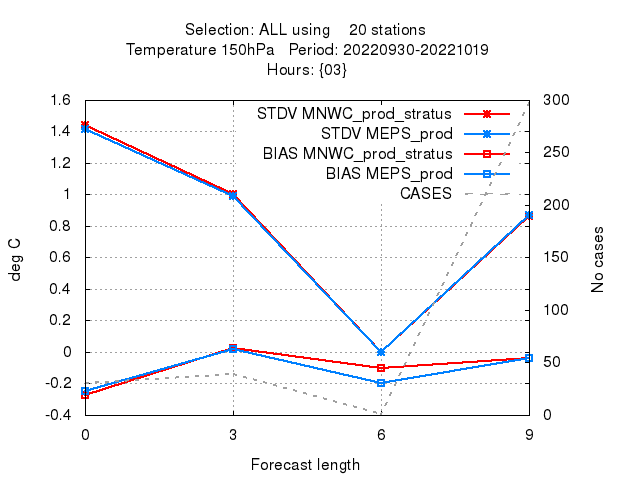 Selection: ALL using    20 stations
Temperature 150hPa   Period: 20220930-20221019
Hours: {03}
STDV MNWC_prod_stratus
STDV MEPS_prod
BIAS MNWC_prod_stratus
BIAS MEPS_prod
CASES
deg C
1.6
1.4
1.2
1
0.8
0.6
0.4
0.2
0
-0.2
-0.4
No cases
300
250
200
150
100
50
0
0 3 6 9
Forecast length